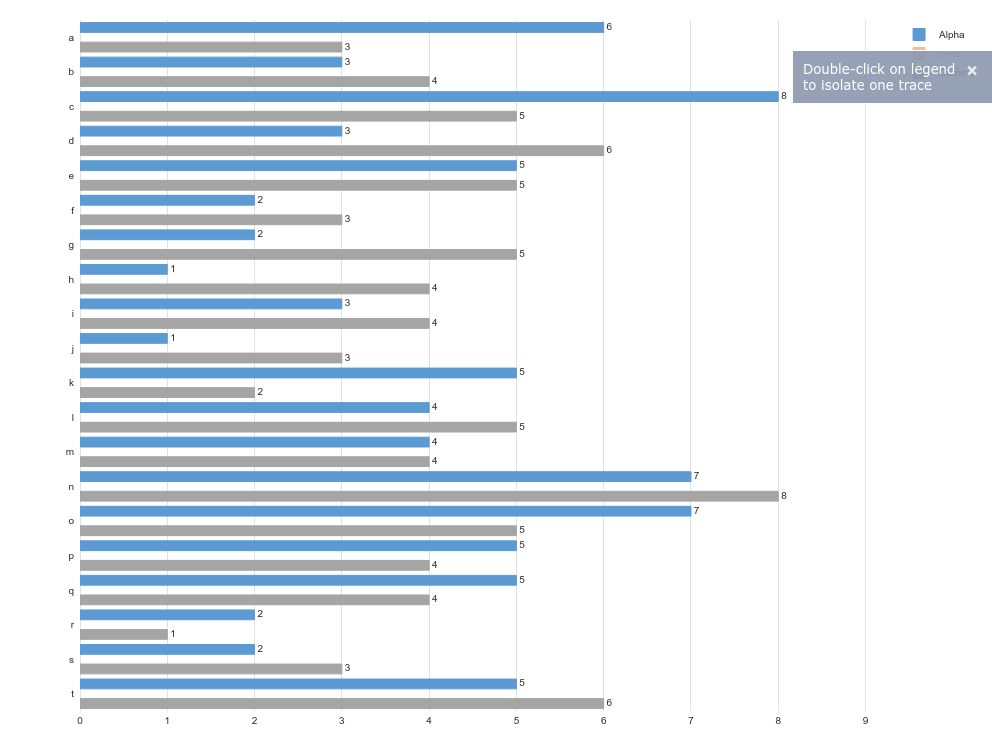 Alpha
Double-click on legend ×
to isolate one trace
a 6
3
b 3
4
c 8
5
d 3
6
e 5
5
f 2
3
g 2
5
h 1
4
i 3
4
j 1
3
k 5
2
l 4
5
m 4
4
n 7
8
o 7
5
p 5
4
q 5
4
r 2
1
s 2
3
t 5
6
0 1 2 3 4 5 6 7 8 9